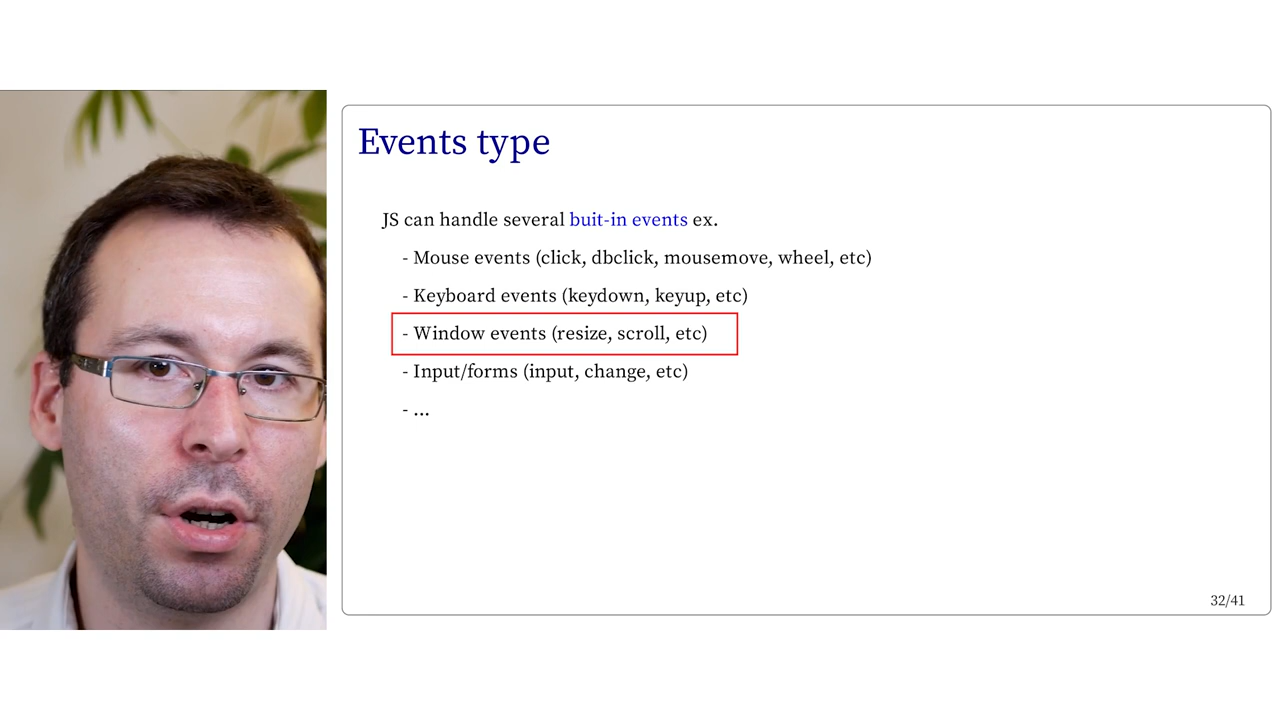 Events type
JS can handle several buit-in events ex.
- Mouse events (click, dbclick, mousemove, wheel, etc)
- Keyboard events (keydown, keyup, etc)
- Window events (resize, scroll, etc)
- Input/forms (input, change, etc)
- ...
32/41